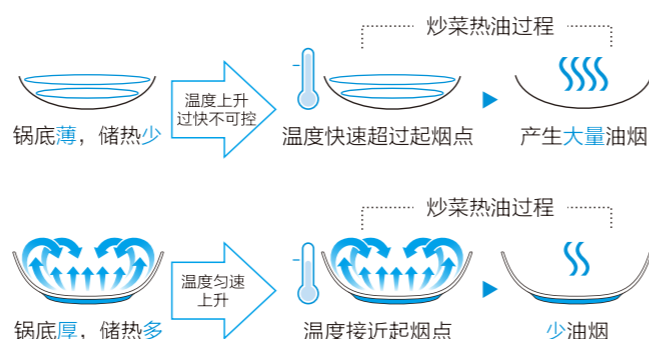 炒菜热油过程
温度上升
过快不可控
锅底薄，储热少
温度快速超过起烟点
产生大量油烟
炒菜热油过程
温度匀速
上升
锅底厚，储热多
温度接近起烟点
少油烟